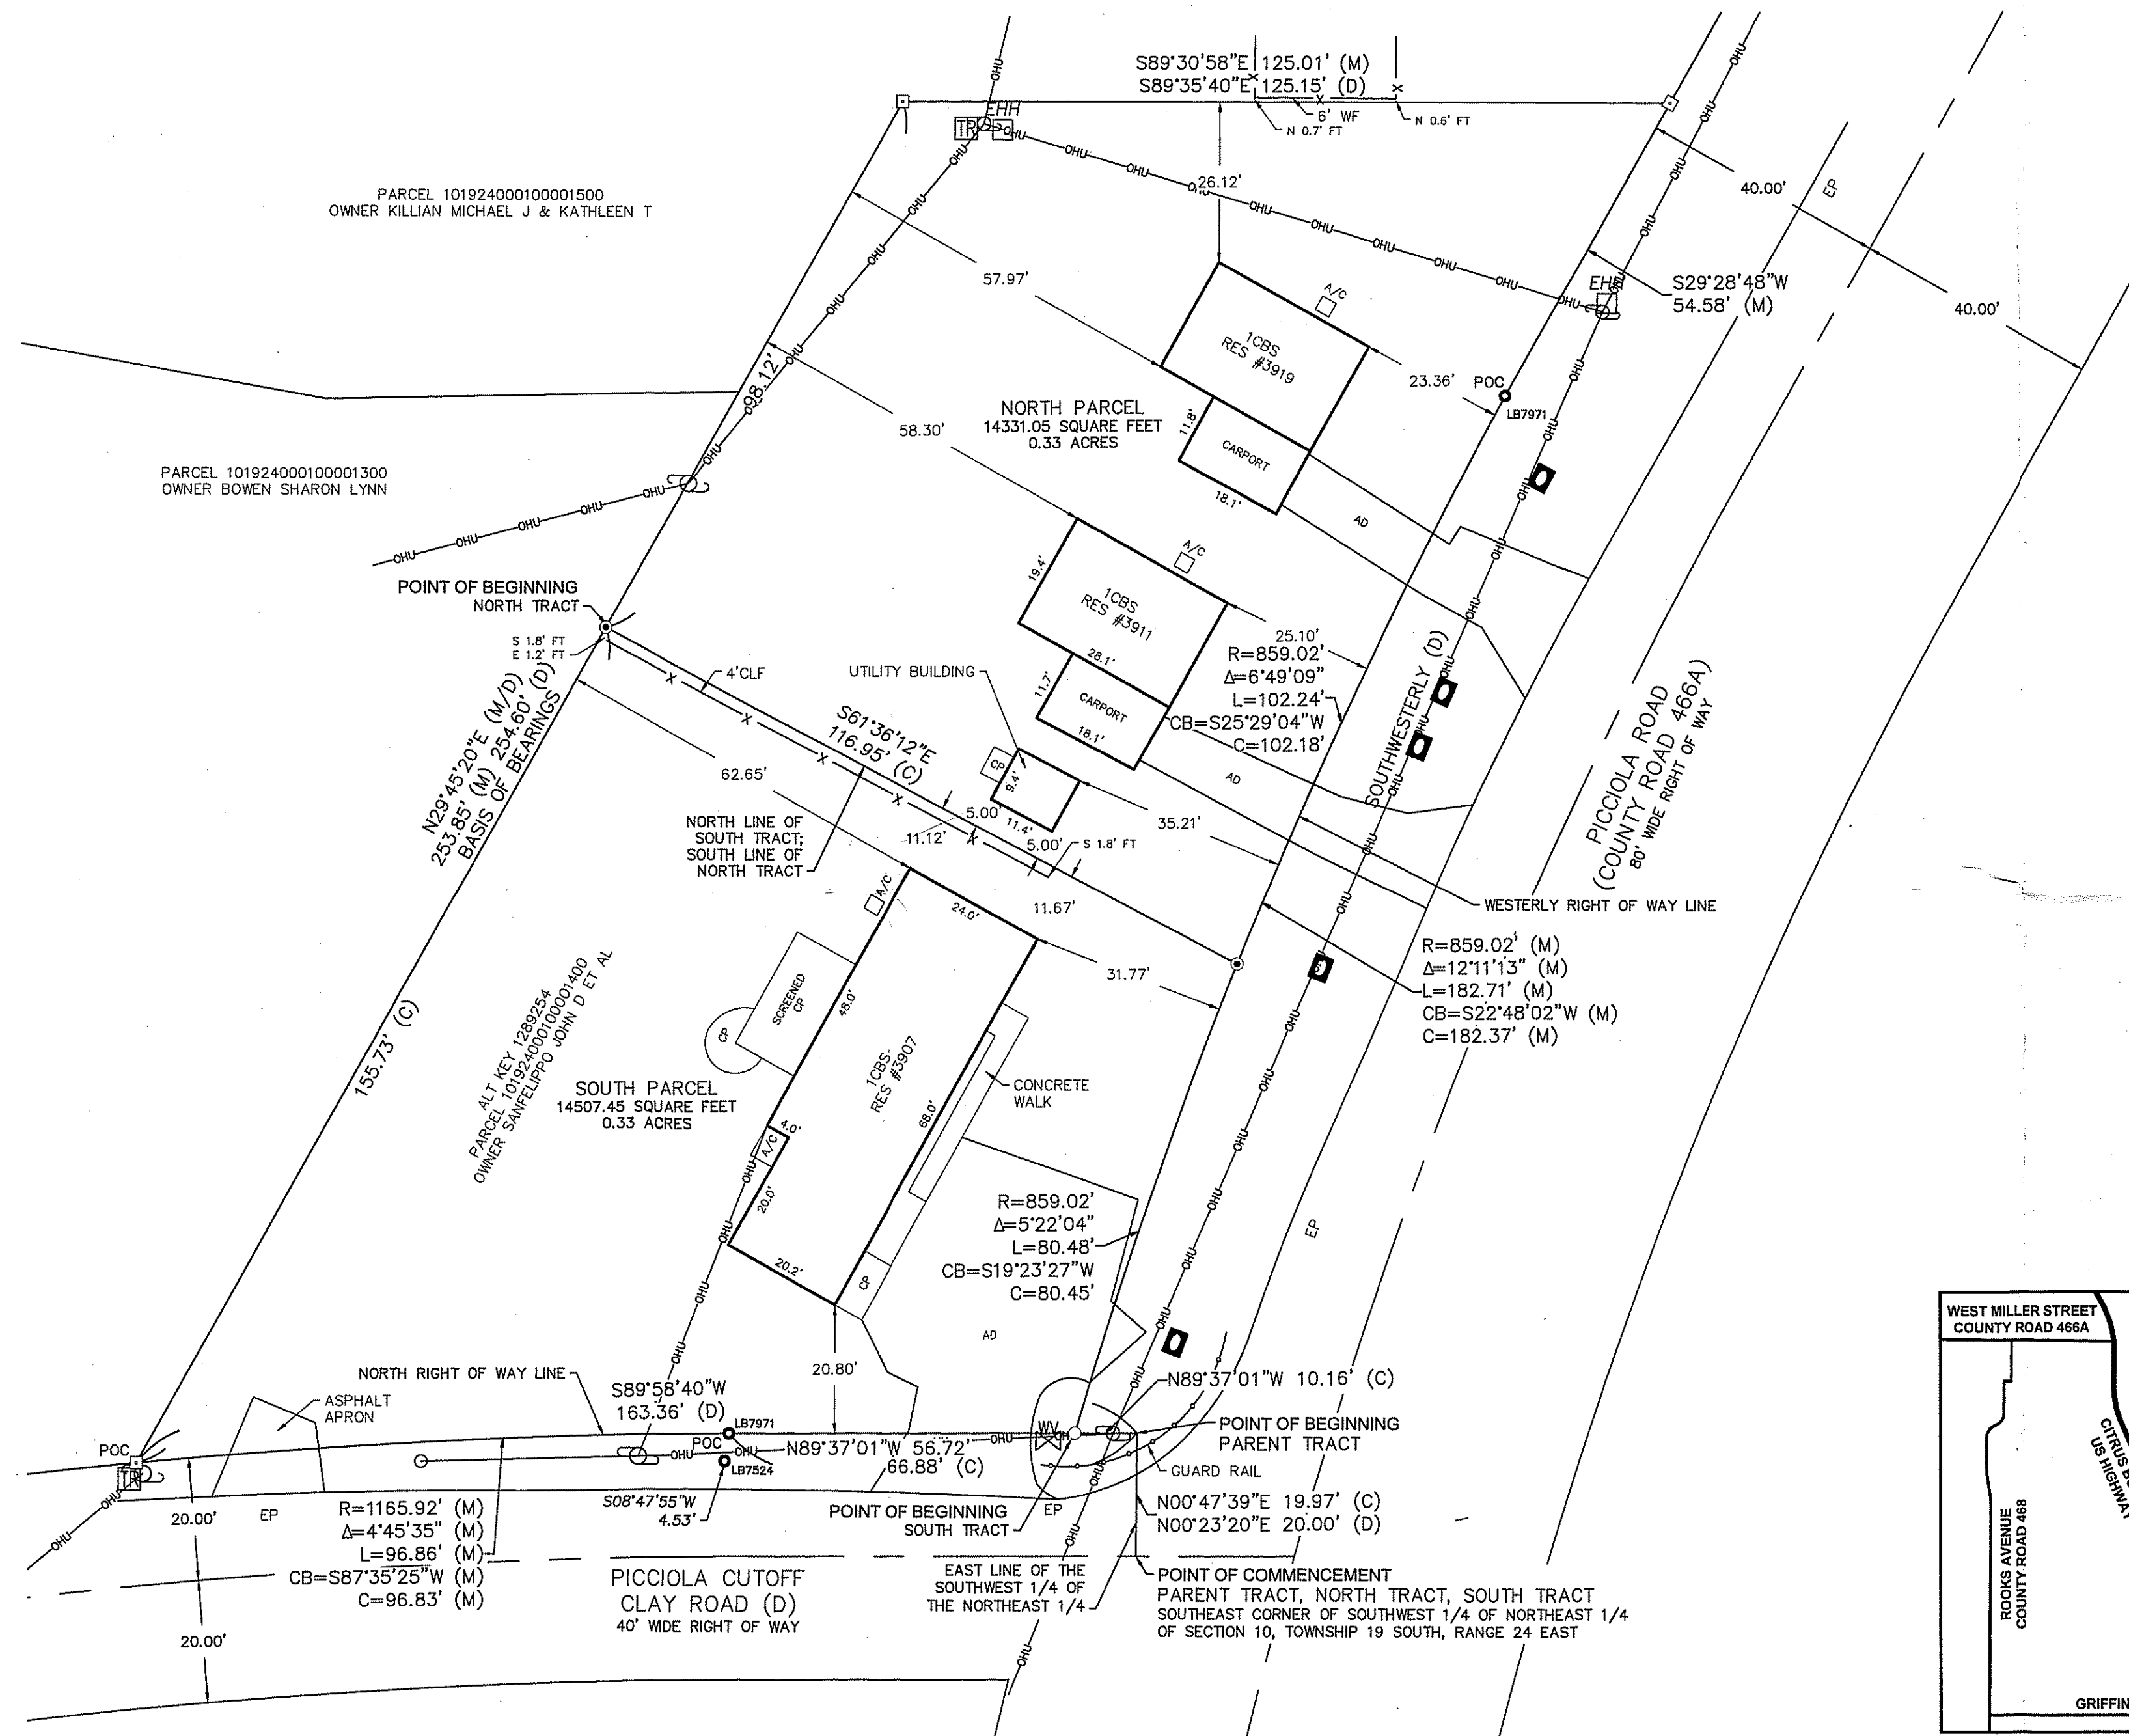 S89°30'58"E 125.01' (M)
S89°35'40"E 125.15' (D)
6' WF
N 0.7' FT
N 0.6' FT
EHH
TR
26.12'
40.00'
EP
40.00'
PARCEL 101924000100001500
OWNER KILLIAN MICHAEL J & KATHLEEN T
57.97'
A/C
1CBS
RES #3919
EHH
S29°28'48"W
54.58' (M)
98.12'
58.30'
NORTH PARCEL
14331.05 SQUARE FEET
0.33 ACRES
11.8'
CARPORT
18.1'
23.36'
POC
LB7971
AD
PARCEL 101924000100001300
OWNER BOWEN SHARON LYNN
POINT OF BEGINNING
NORTH TRACT
S 1.8' FT
E 1.2' FT
19.4'
A/C
1CBS
RES #3911
28.1'
11.7'
CARPORT
18.1'
25.10'
R=859.02'
Δ=6°49'09"
L=102.24'
CB=S25°29'04"W
C=102.18'
SOUTHWESTERLY (D)
PICCIOLA ROAD
(COUNTY ROAD 466A)
80' WIDE RIGHT OF WAY
4'CLF
UTILITY BUILDING
S61°36'12"E
116.95' (C)
CP
9.4'
11.4'
AD
35.21'
N29°45'20"E (M/D)
253.85' (M) 254.60' (D)
BASIS OF BEARINGS
62.65'
5.00'
11.12'
5.00'
S 1.8' FT
NORTH LINE OF
SOUTH TRACT;
SOUTH LINE OF
NORTH TRACT
11.67'
WESTERLY RIGHT OF WAY LINE
R=859.02' (M)
Δ=12°11'13" (M)
L=182.71' (M)
CB=S22°48'02"W (M)
C=182.37' (M)
A/C
24.0'
31.77'
S
SCREENED
CP
CP
48.0'
1CBS
RES #3907
68.0'
CONCRETE
WALK
155.73' (C)
ALT KEY 1289254
PARCEL 101924000100001400
OWNER SANFELIPPO JOHN D ET AL
SOUTH PARCEL
14507.45 SQUARE FEET
0.33 ACRES
4.0'
A/C
20.0'
20.2'
CP
R=859.02'
Δ=5°22'04"
L=80.48'
CB=S19°23'27"W
C=80.45'
EP
AD
20.80'
NORTH RIGHT OF WAY LINE
ASPHALT
APRON
S89°58'40"W
163.36' (D)
LB7971
POC
LB7524
N89°37'01"W 56.72'
66.88' (C)
S08°47'55"W
4.53'
WV
N89°37'01"W 10.16' (C)
POINT OF BEGINNING
PARENT TRACT
GUARD RAIL
N00°47'39"E 19.97' (C)
N00°23'20"E 20.00' (D)
POINT OF BEGINNING
SOUTH TRACT
EP
POC
TR
20.00'
EP
R=1165.92' (M)
Δ=4°45'35" (M)
L=96.86' (M)
CB=S87°35'25"W (M)
C=96.83' (M)
20.00'
PICCIOLA CUTOFF
CLAY ROAD (D)
40' WIDE RIGHT OF WAY
EAST LINE OF THE
SOUTHWEST 1/4 OF
THE NORTHEAST 1/4
POINT OF COMMENCEMENT
PARENT TRACT, NORTH TRACT, SOUTH TRACT
SOUTHEAST CORNER OF SOUTHWEST 1/4 OF NORTHEAST 1/4
OF SECTION 10, TOWNSHIP 19 SOUTH, RANGE 24 EAST
WEST MILLER STREET
COUNTY ROAD 466A
ROOKS AVENUE
COUNTY ROAD 468
CITRUS
US HIGHWAY
GRIFFIN
OHU